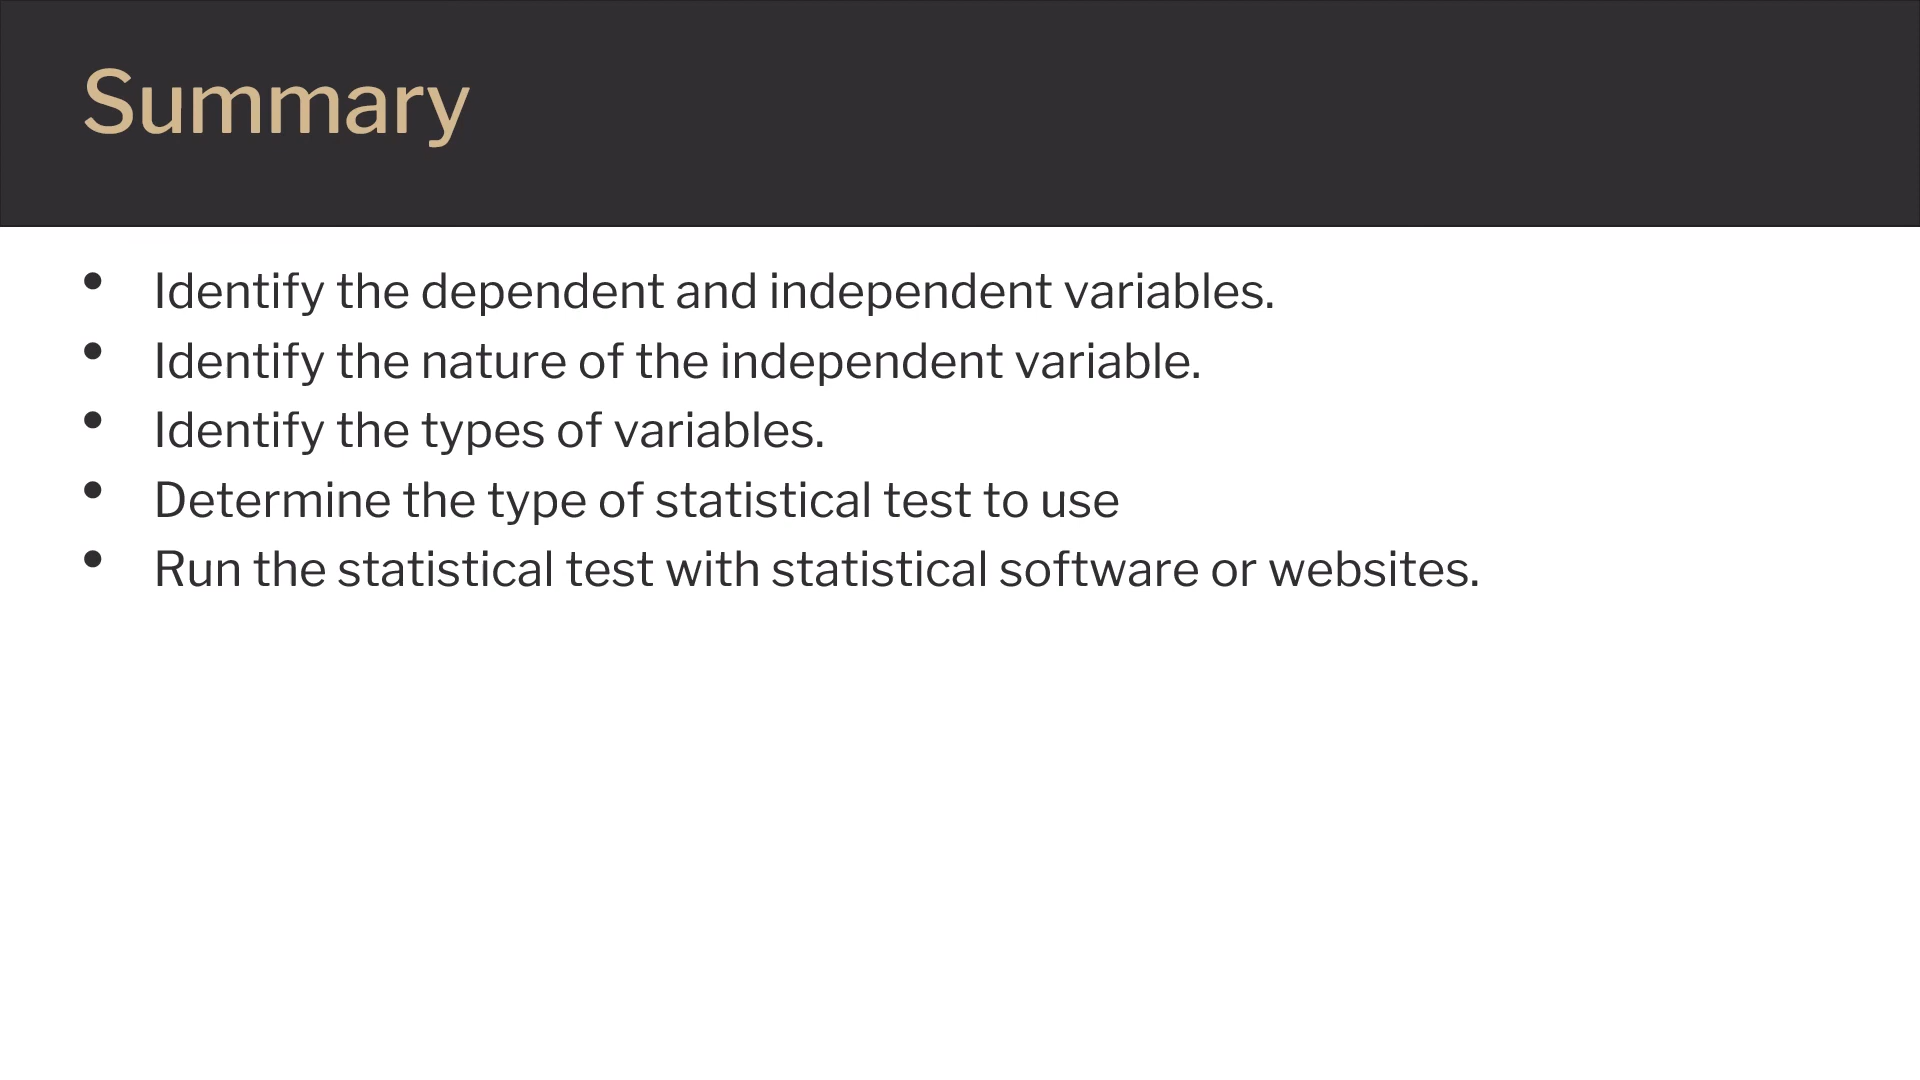 Summary
• Identify the dependent and independent variables.
• Identify the nature of the independent variable.
• Identify the types of variables.
• Determine the type of statistical test to use
• Run the statistical test with statistical software or websites.